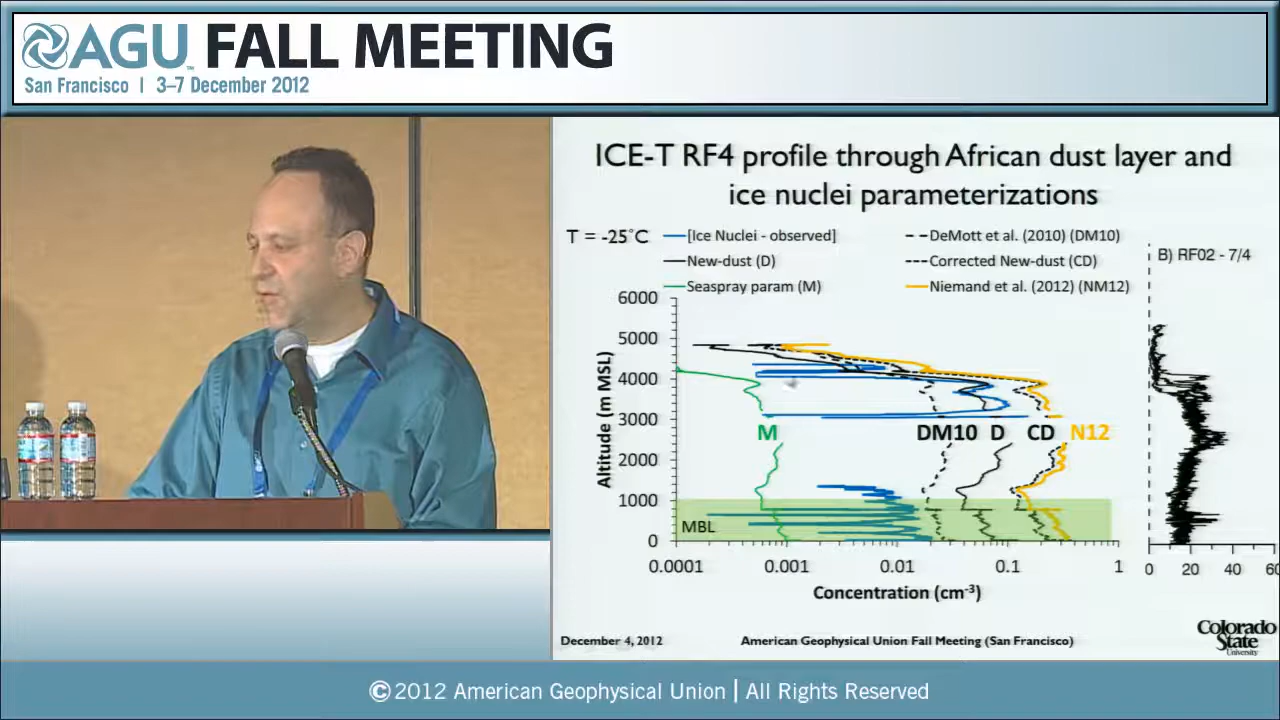 AGU FALL MEETING
San Francisco | 3–7 December 2012
ICE-T RF4 profile through African dust layer and
ice nuclei parameterizations
T = -25˚C
[Ice Nuclei - observed]
DeMott et al. (2010) (DM10)
New-dust (D)
Corrected New-dust (CD)
Seaspray param (M)
Niemand et al. (2012) (NM12)
B) RF02 - 7/4
6000
5000
4000
3000
2000
1000
0
Altitude (m MSL)
M
DM10
D
CD
N12
MBL
0.0001
0.001
0.01
0.1
1
Concentration (cm-3)
0
20
40
60
December 4, 2012
American Geophysical Union Fall Meeting (San Francisco)
Colorado
State
University
©2012 American Geophysical Union | All Rights Reserved